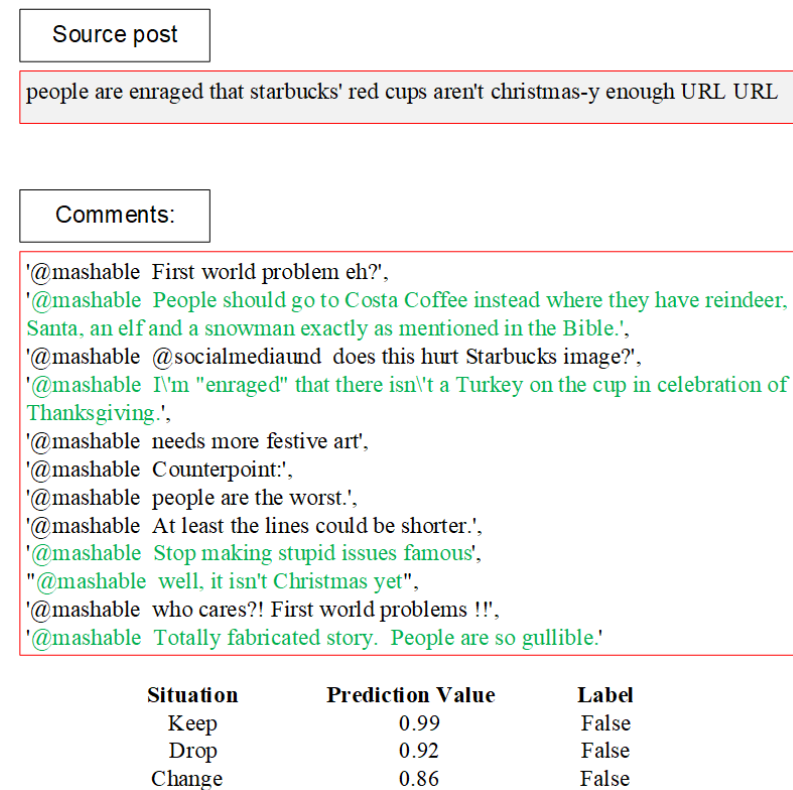 Source post
people are enraged that starbucks' red cups aren't christmas-y enough URL URL
Comments:
'@mashable  First world problem eh?',
'@mashable  People should go to Costa Coffee instead where they have reindeer,
Santa, an elf and a snowman exactly as mentioned in the Bible.',
'@mashable  @socialmediaund  does this hurt Starbucks image?',
'@mashable  I\'m "enraged" that there isn\'t a Turkey on the cup in celebration of
Thanksgiving.',
'@mashable  needs more festive art',
'@mashable  Counterpoint:',
'@mashable  people are the worst.',
'@mashable  At least the lines could be shorter.',
'@mashable  Stop making stupid issues famous',
"@mashable  well, it isn't Christmas yet",
'@mashable  who cares?! First world problems !!',
'@mashable  Totally fabricated story.  People are so gullible.'
Situation Prediction Value Label
Keep 0.99 False
Drop 0.92 False
Change 0.86 False